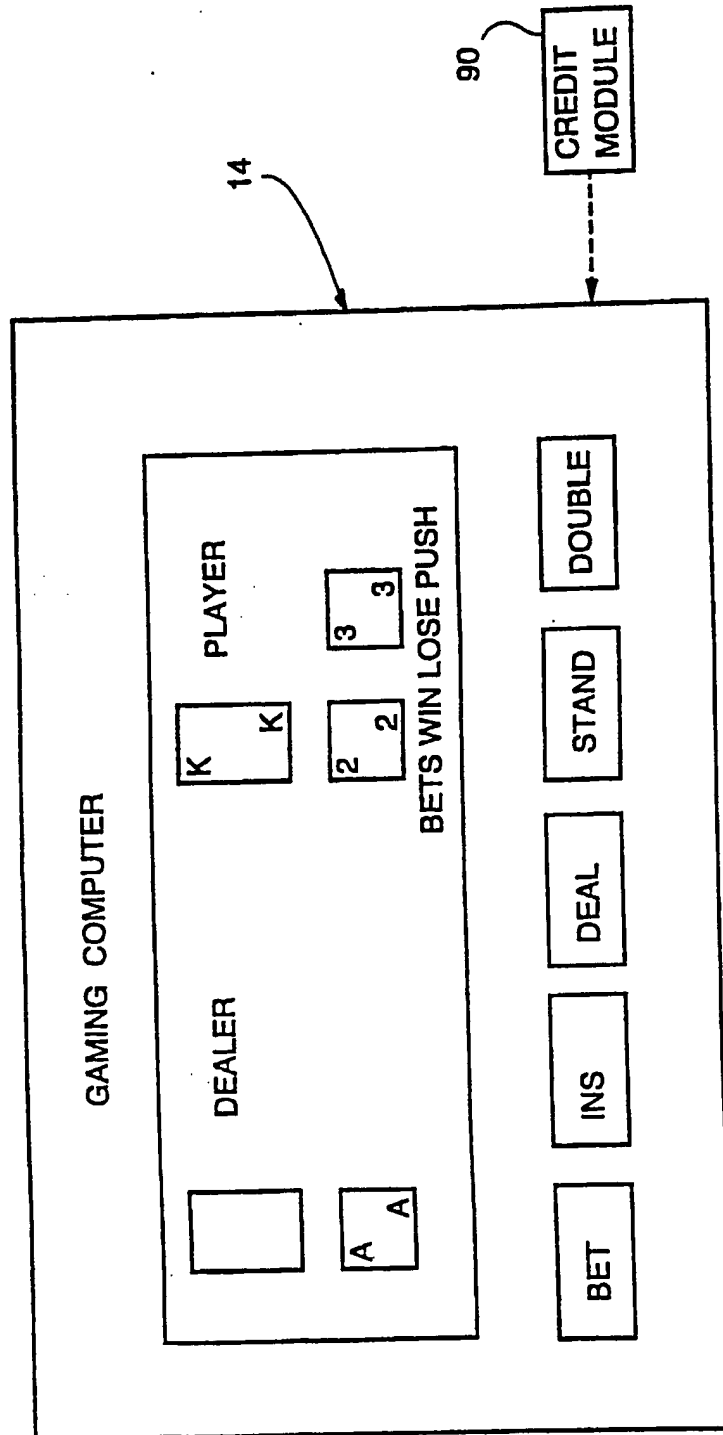 GAMING COMPUTER
14
DEALER
PLAYER
K
K
A
A
2
2
3
3
BETS WIN LOSE PUSH
BET
INS
DEAL
STAND
DOUBLE
90
CREDIT
MODULE